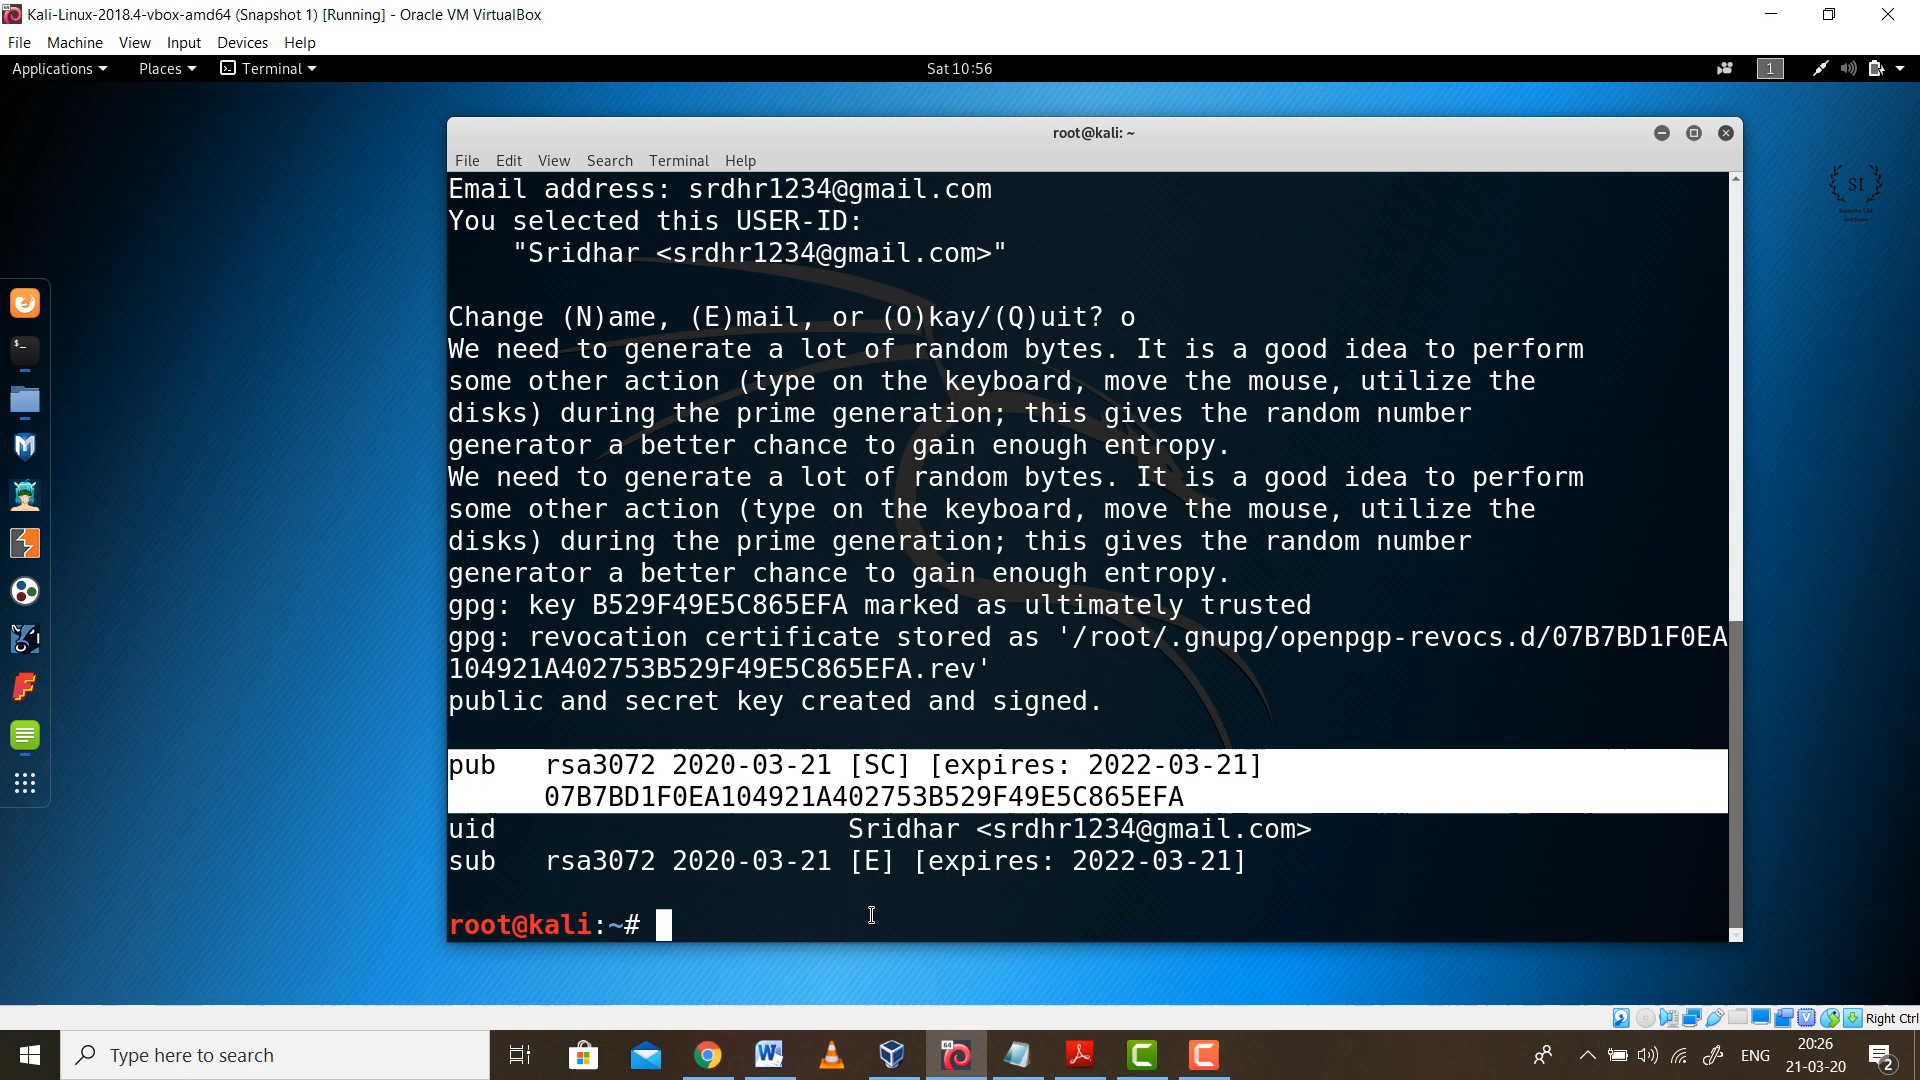 Kali-Linux-2018.4-vbox-amd64 (Snapshot 1) [Running] - Oracle VM VirtualBox
File Machine View Input Devices Help
Applications Places Terminal Sat 10:56 1
root@kali: ~
File Edit View Search Terminal Help
Email address: srdhr1234@gmail.com
You selected this USER-ID:
"Sridhar <srdhr1234@gmail.com>"
Change (N)ame, (E)mail, or (O)kay/(Q)uit? o
We need to generate a lot of random bytes. It is a good idea to perform
some other action (type on the keyboard, move the mouse, utilize the
disks) during the prime generation; this gives the random number
generator a better chance to gain enough entropy.
We need to generate a lot of random bytes. It is a good idea to perform
some other action (type on the keyboard, move the mouse, utilize the
disks) during the prime generation; this gives the random number
generator a better chance to gain enough entropy.
gpg: key B529F49E5C865EFA marked as ultimately trusted
gpg: revocation certificate stored as '/root/.gnupg/openpgp-revocs.d/07B7BD1F0EA
104921A402753B529F49E5C865EFA.rev'
public and secret key created and signed.
pub rsa3072 2020-03-21 [SC] [expires: 2022-03-21]
07B7BD1F0EA104921A402753B529F49E5C865EFA
uid Sridhar <srdhr1234@gmail.com>
sub rsa3072 2020-03-21 [E] [expires: 2022-03-21]
root@kali:~#
SI
Right Ctrl
Type here to search
ENG
20:26
21-03-20
2